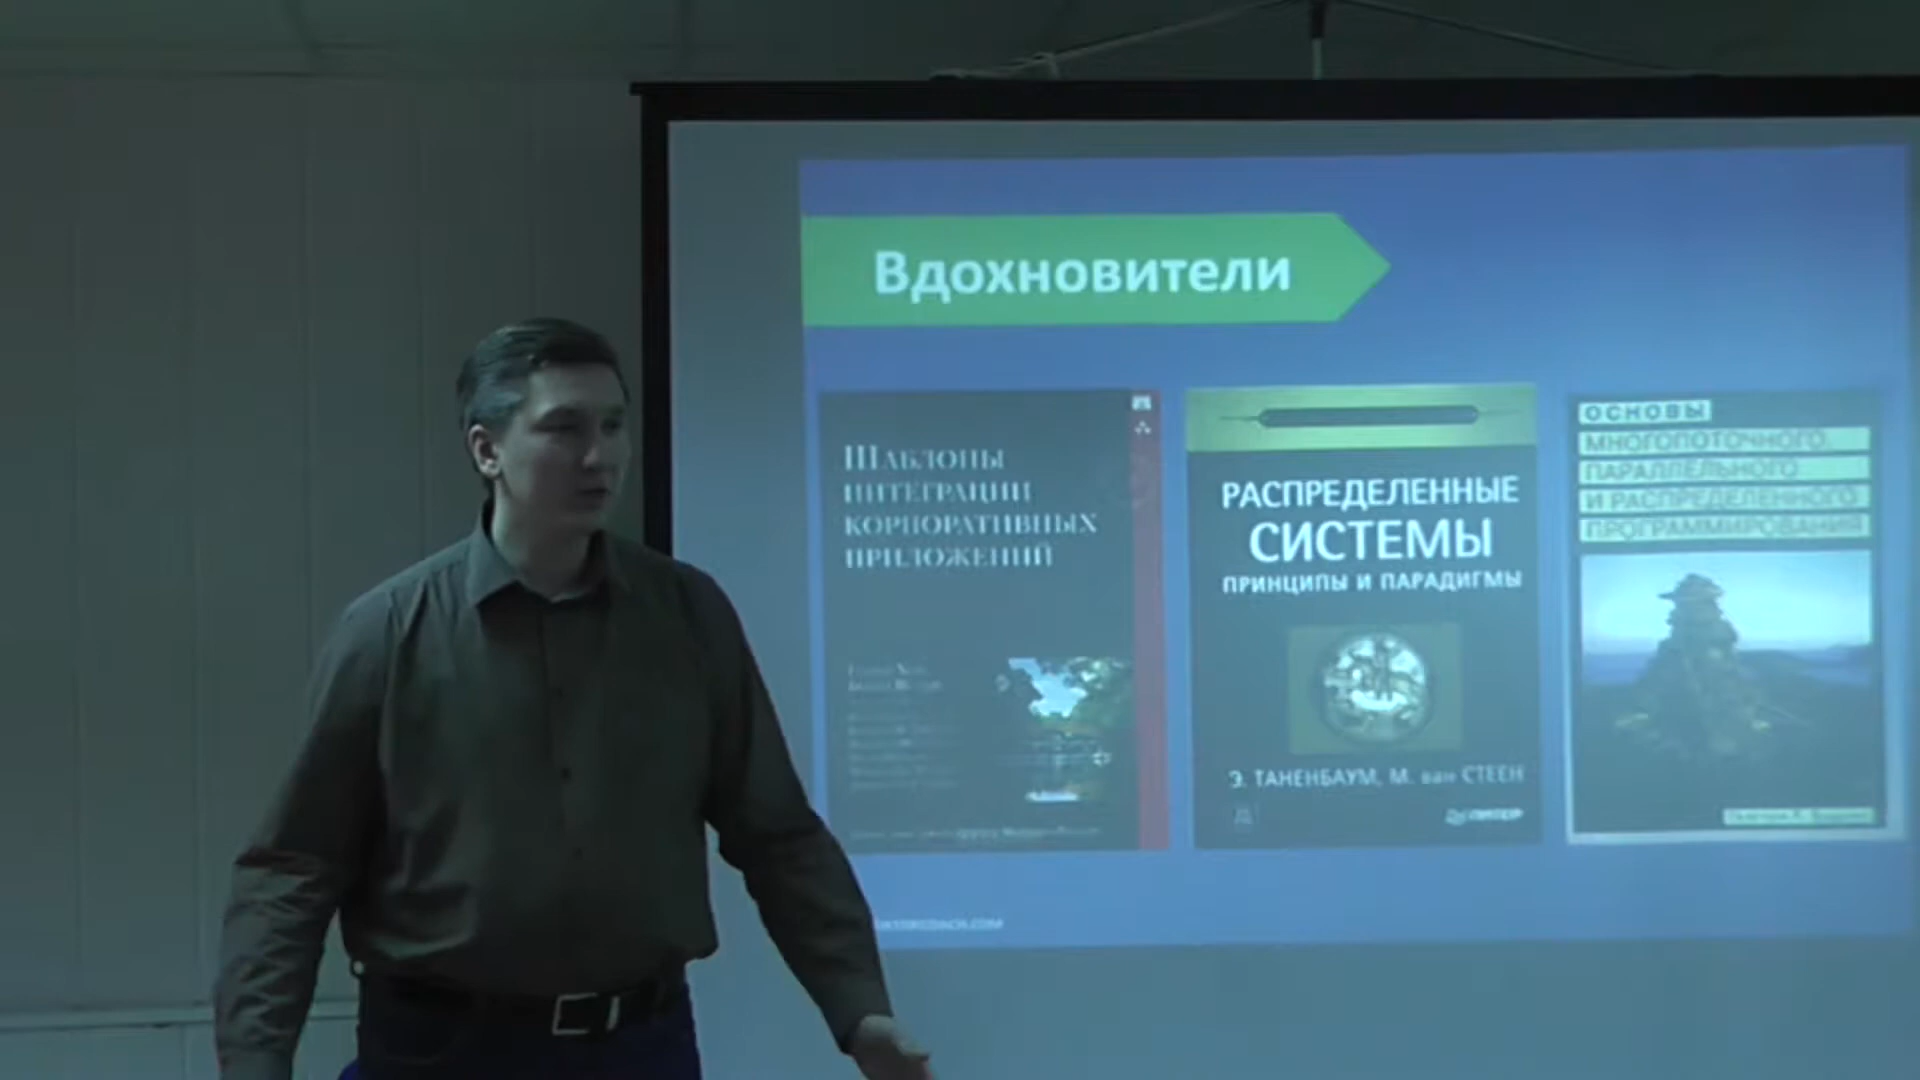 Вдохновители
Шаблоны
интеграции
корпоративных
приложений
РАСПРЕДЕЛЕННЫЕ
СИСТЕМЫ
ПРИНЦИПЫ И ПАРАДИГМЫ
Э. ТАНЕНБАУМ, М. ван СТЕЕН
ПИТЕР
ОСНОВЫ
МНОГОПОТОЧНОГО,
ПАРАЛЛЕЛЬНОГО
И РАСПРЕДЕЛЕННОГО
ПРОГРАММИРОВАНИЯ